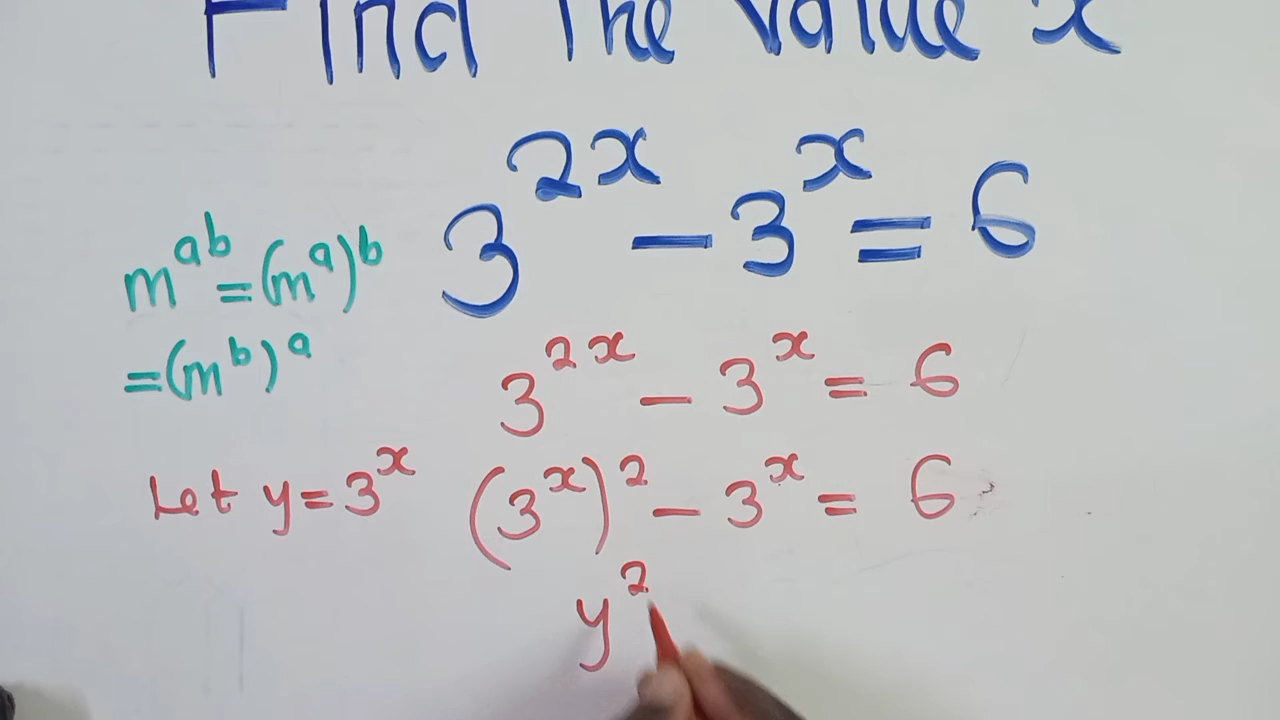 Find The Value x
3^{2x} - 3^x = 6
m^{ab} = (m^a)^b
= (m^b)^a
3^{2x} - 3^x = 6
Let y = 3^x
(3^x)^2 - 3^x = 6
y^2